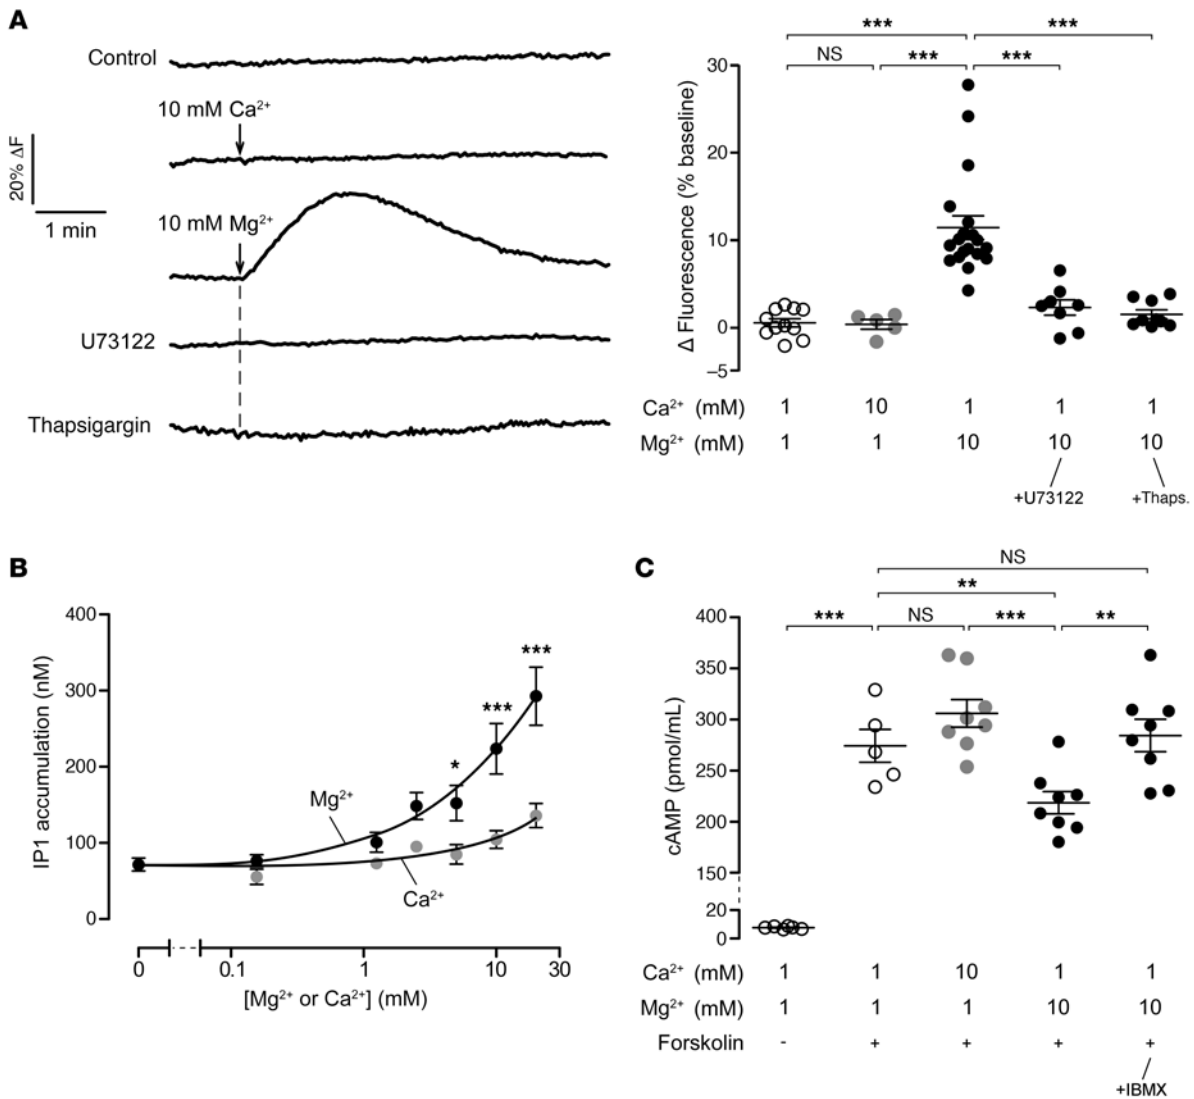 A
Control
10 mM Ca²⁺
20% ΔF
1 min
10 mM Mg²⁺
U73122
Thapsigargin
*** ***
NS *** ***
Δ Fluorescence (% baseline)
30
20
10
0
–5
Ca²⁺ (mM) 1 10 1 1 1
Mg²⁺ (mM) 1 1 10 10 10
+U73122 +Thaps.
B
IP1 accumulation (nM)
400
300
200
100
0
***
***
*
Mg²⁺
Ca²⁺
0 0.1 1 10 30
[Mg²⁺ or Ca²⁺] (mM)
C
NS
**
*** NS *** **
cAMP (pmol/mL)
400
350
300
250
200
150
20
0
Ca²⁺ (mM) 1 1 10 1 1
Mg²⁺ (mM) 1 1 1 10 10
Forskolin - + + + +
+IBMX